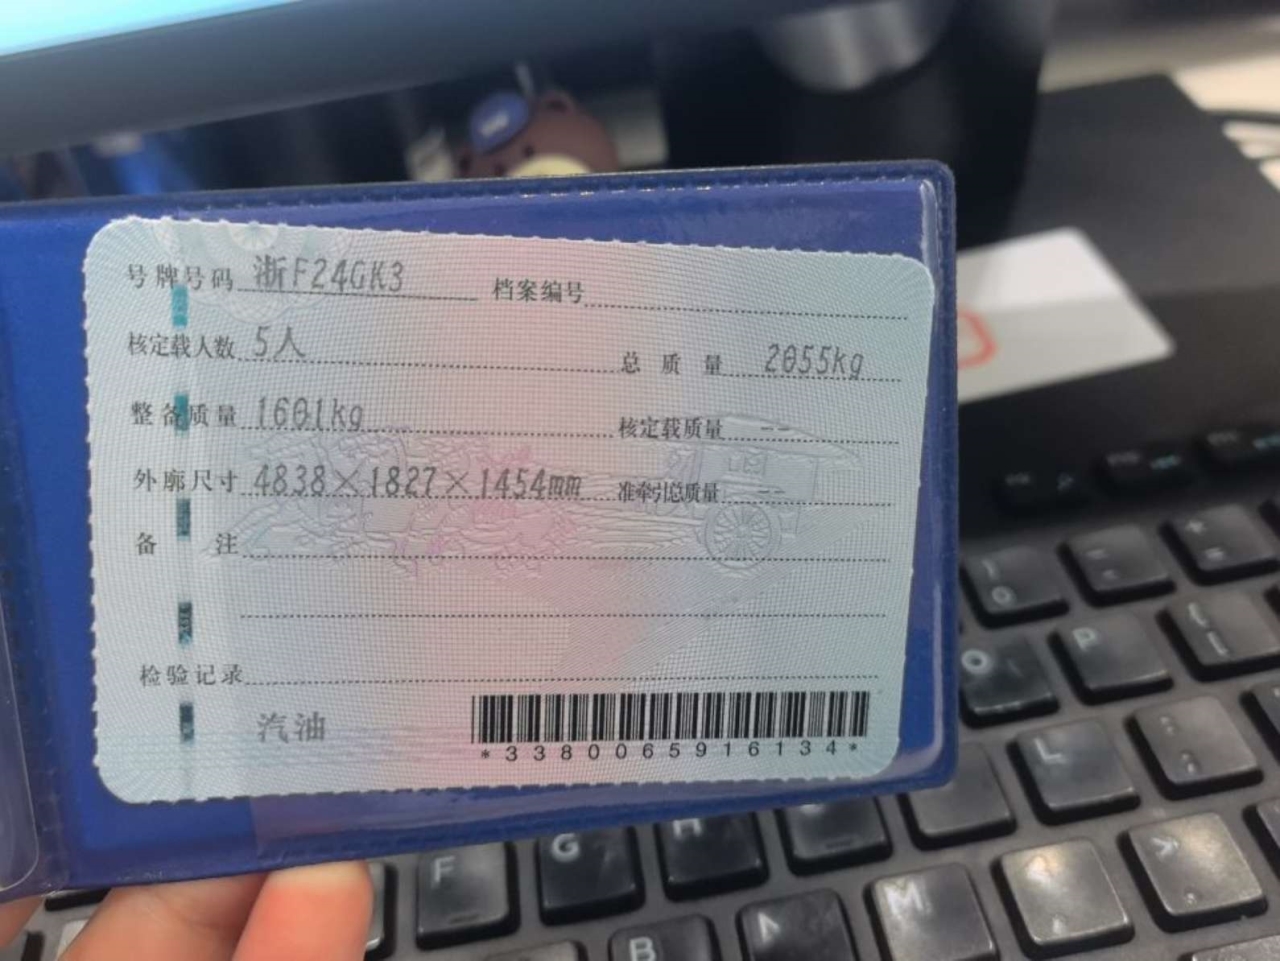 号牌号码 浙F24GK3 档案编号
核定载人数 5人 总质量 2055kg
整备质量 1601kg 核定载质量 --
外廓尺寸 4838×1827×1454mm 准牵引总质量 --
备注
检验记录
汽油
*3380065916134*
O
P
L
F
G
H
M
B